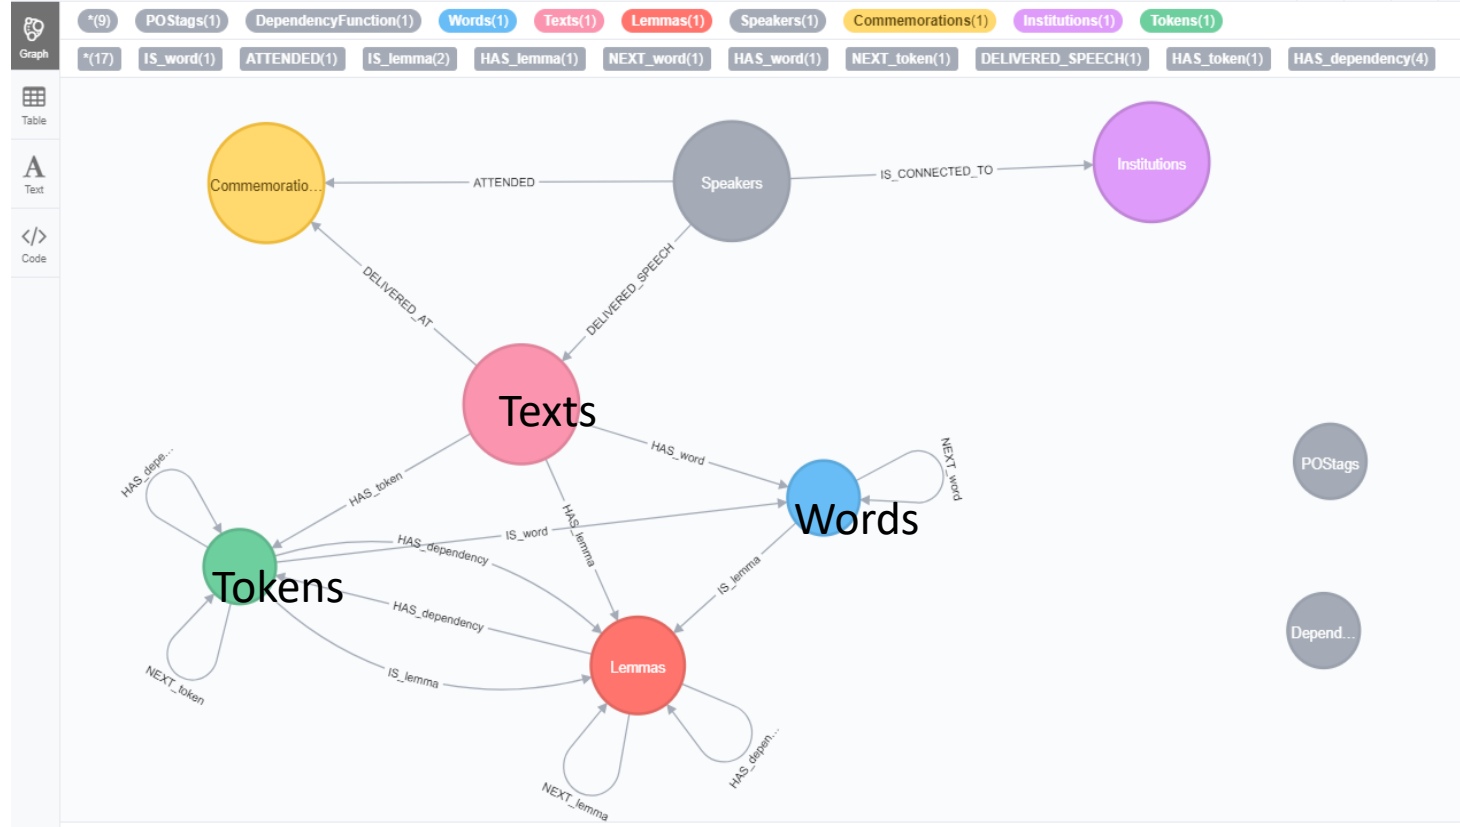 *(9) POStags(1) DependencyFunction(1) Words(1) Texts(1) Lemmas(1) Speakers(1) Commemorations(1) Institutions(1) Tokens(1)
*(17) IS_word(1) ATTENDED(1) IS_lemma(2) HAS_lemma(1) NEXT_word(1) HAS_word(1) NEXT_token(1) DELIVERED_SPEECH(1) HAS_token(1) HAS_dependency(4)
Graph
Table
A
Text
</>
Code
Commemoratio...
ATTENDED
Speakers
IS_CONNECTED_TO
Institutions
DELIVERED_AT
DELIVERED_SPEECH
Texts
HAS_word
NEXT_word
POStags
HAS_depe...
HAS_token
HAS_lemma
Words
IS_word
HAS_dependency
IS_lemma
Tokens
HAS_dependency
Depend...
IS_lemma
Lemmas
NEXT_token
NEXT_lemma
HAS_depen...